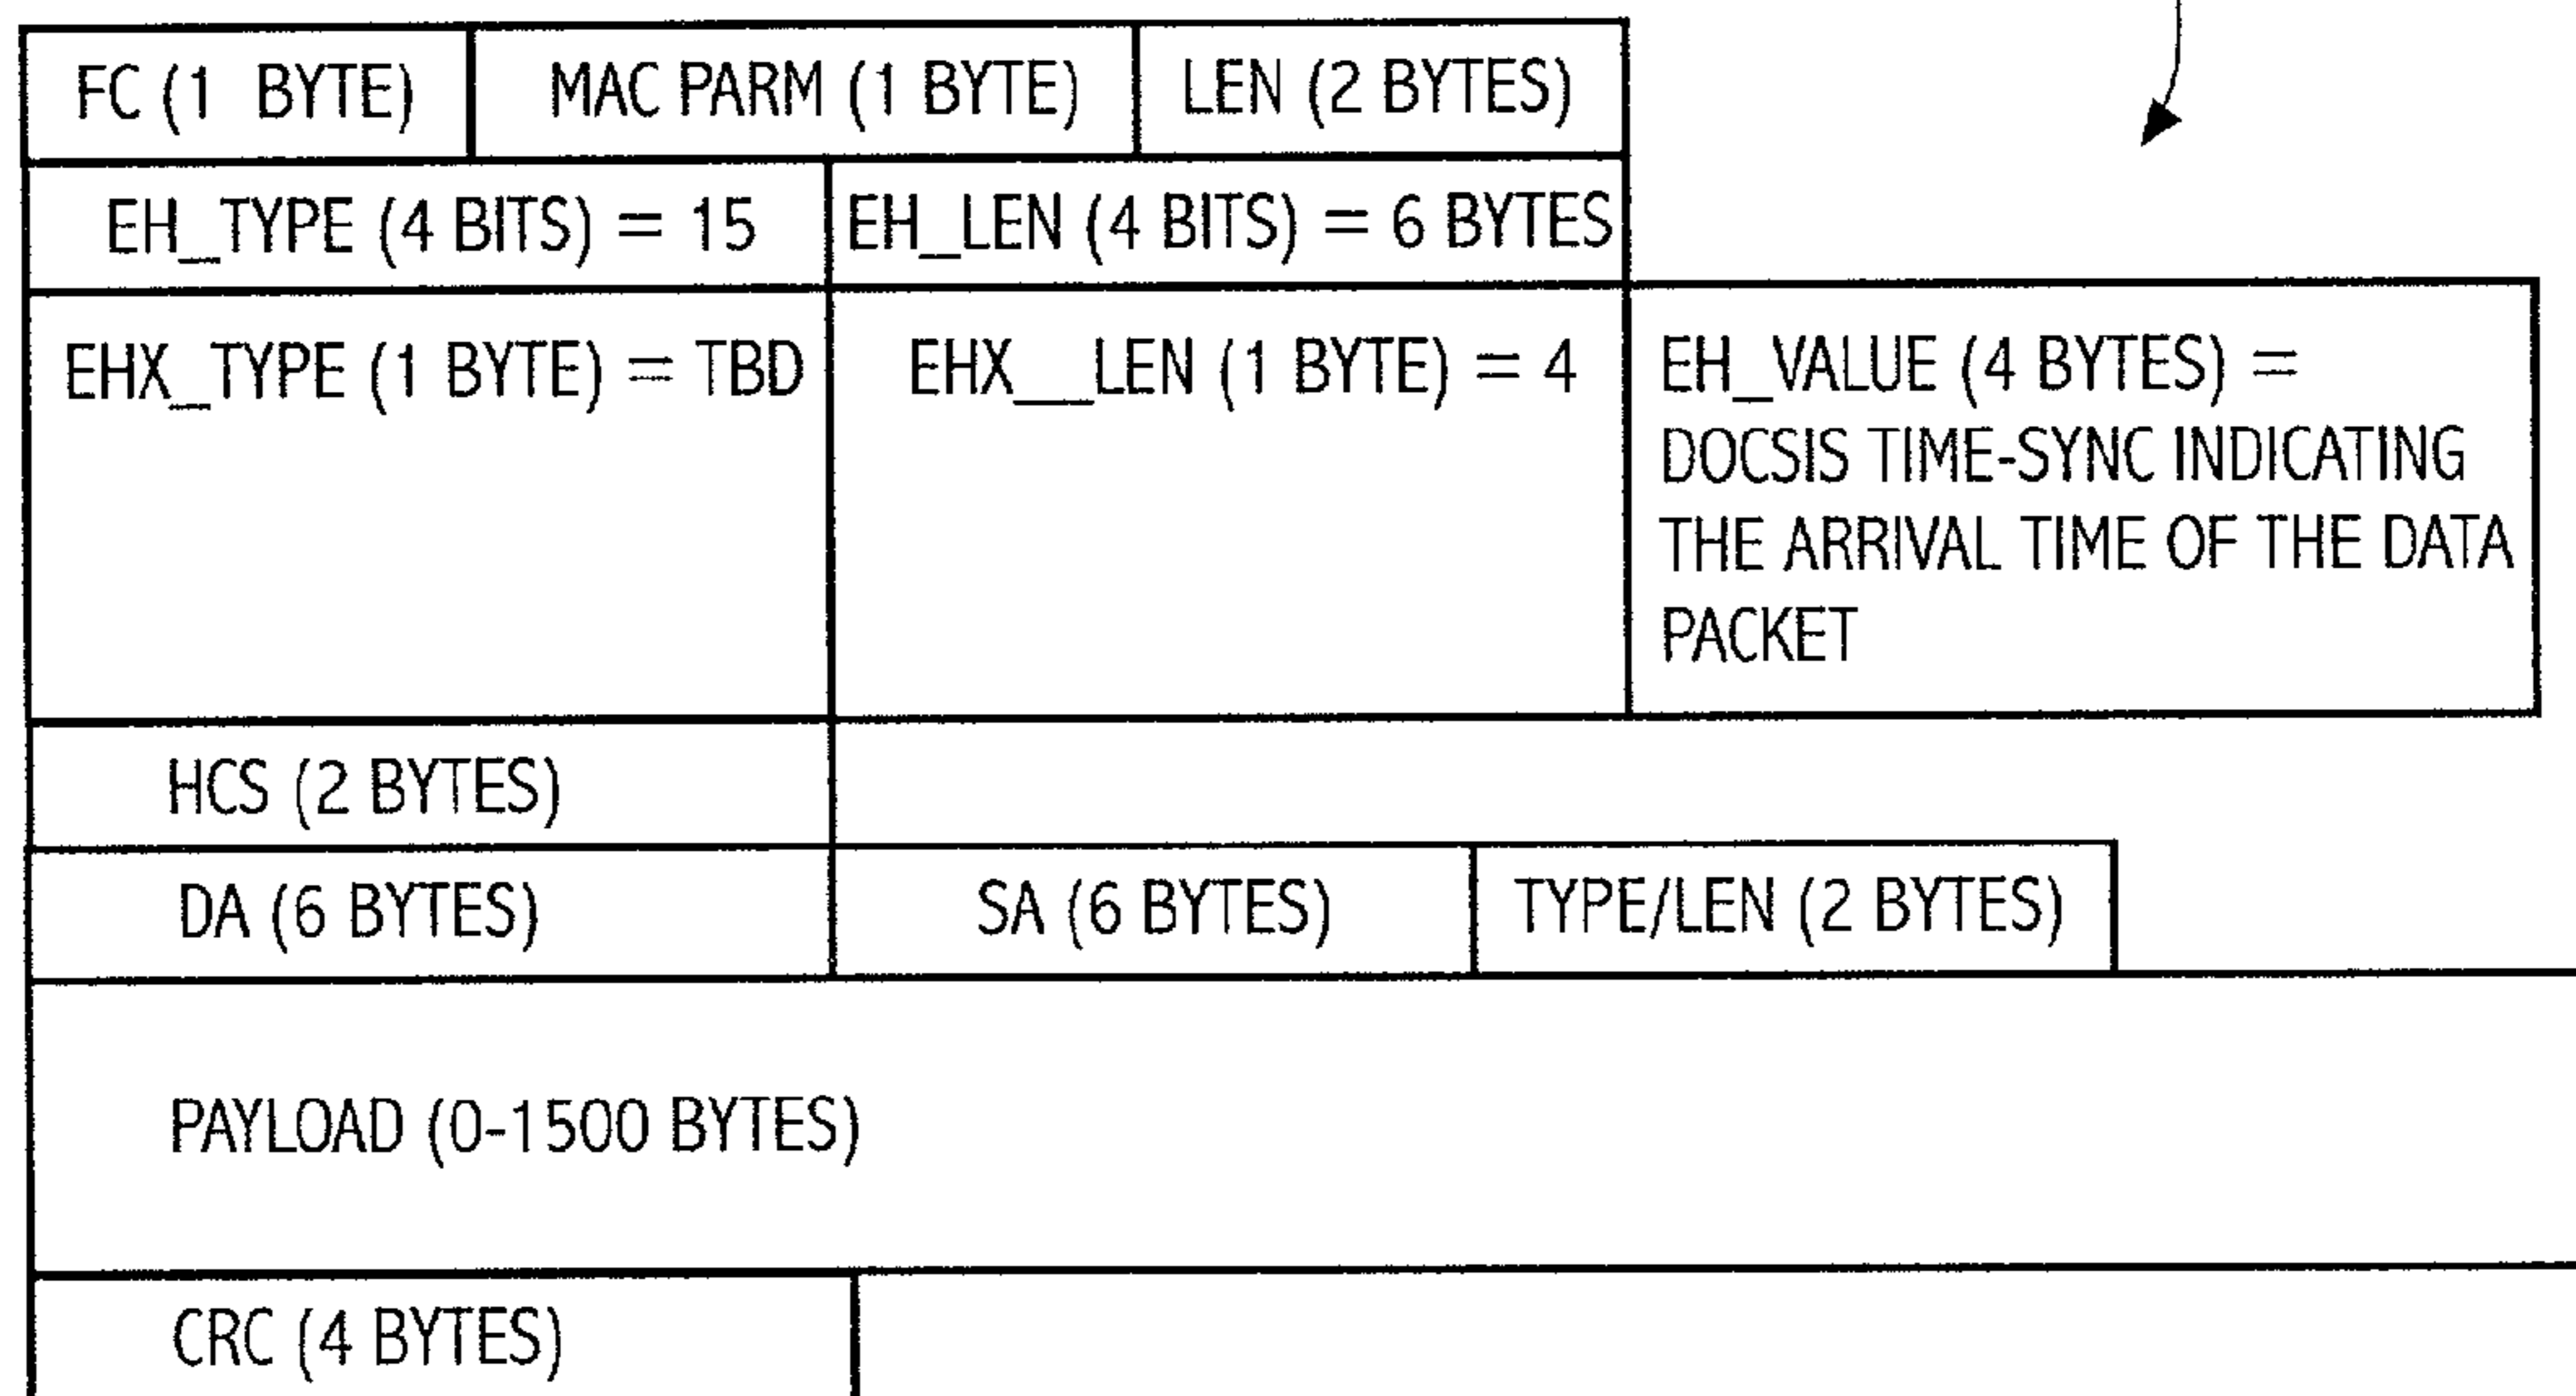 FC (1 BYTE) MAC PARM (1 BYTE) LEN (2 BYTES)
EH_TYPE (4 BITS) = 15 EH_LEN (4 BITS) = 6 BYTES
EHX_TYPE (1 BYTE) = TBD EHX__LEN (1 BYTE) = 4 EH_VALUE (4 BYTES) =
DOCSIS TIME-SYNC INDICATING
THE ARRIVAL TIME OF THE DATA
PACKET
HCS (2 BYTES)
DA (6 BYTES) SA (6 BYTES) TYPE/LEN (2 BYTES)
PAYLOAD (0-1500 BYTES)
CRC (4 BYTES)